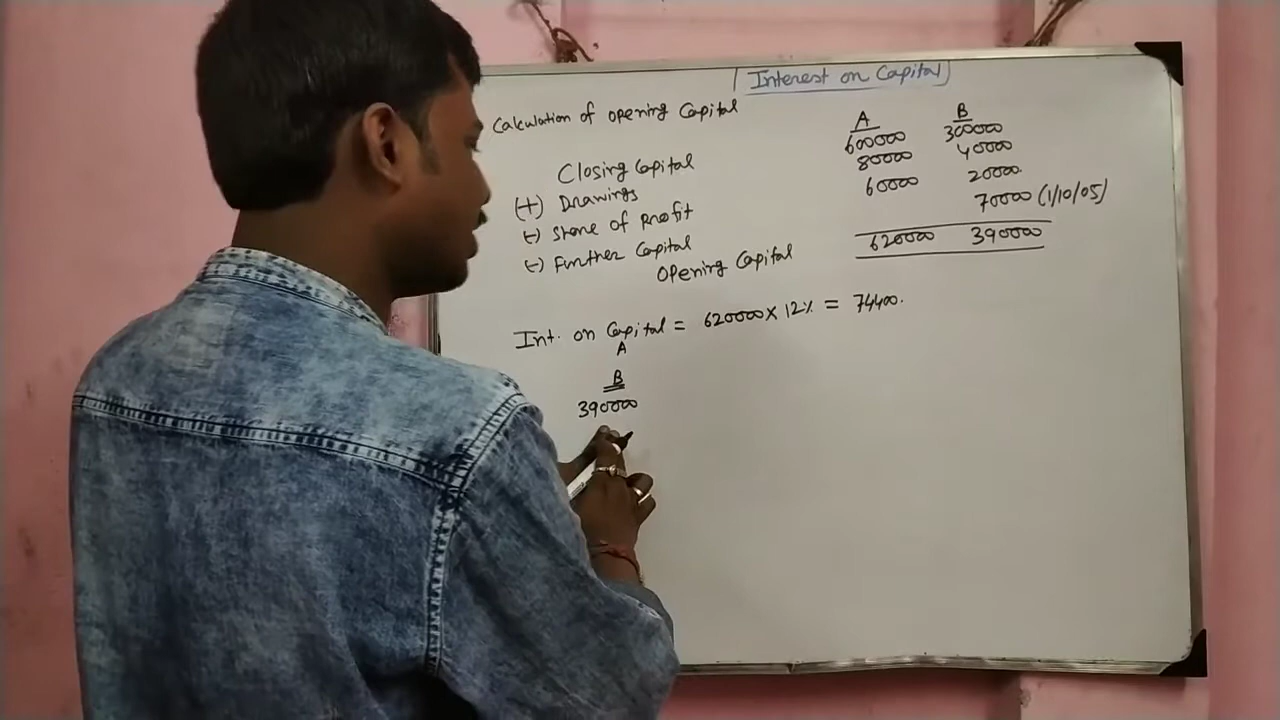 Interest on Capital
Calculation of opening Capital
A B
Closing Capital 600000 300000
(+) Drawings 80000 40000
(-) Share of Profit 60000 20000
(-) Further Capital 70000 (1/10/05)
Opening Capital 620000 390000
Int. on Capital = 620000 x 12% = 74400.
A
B
390000